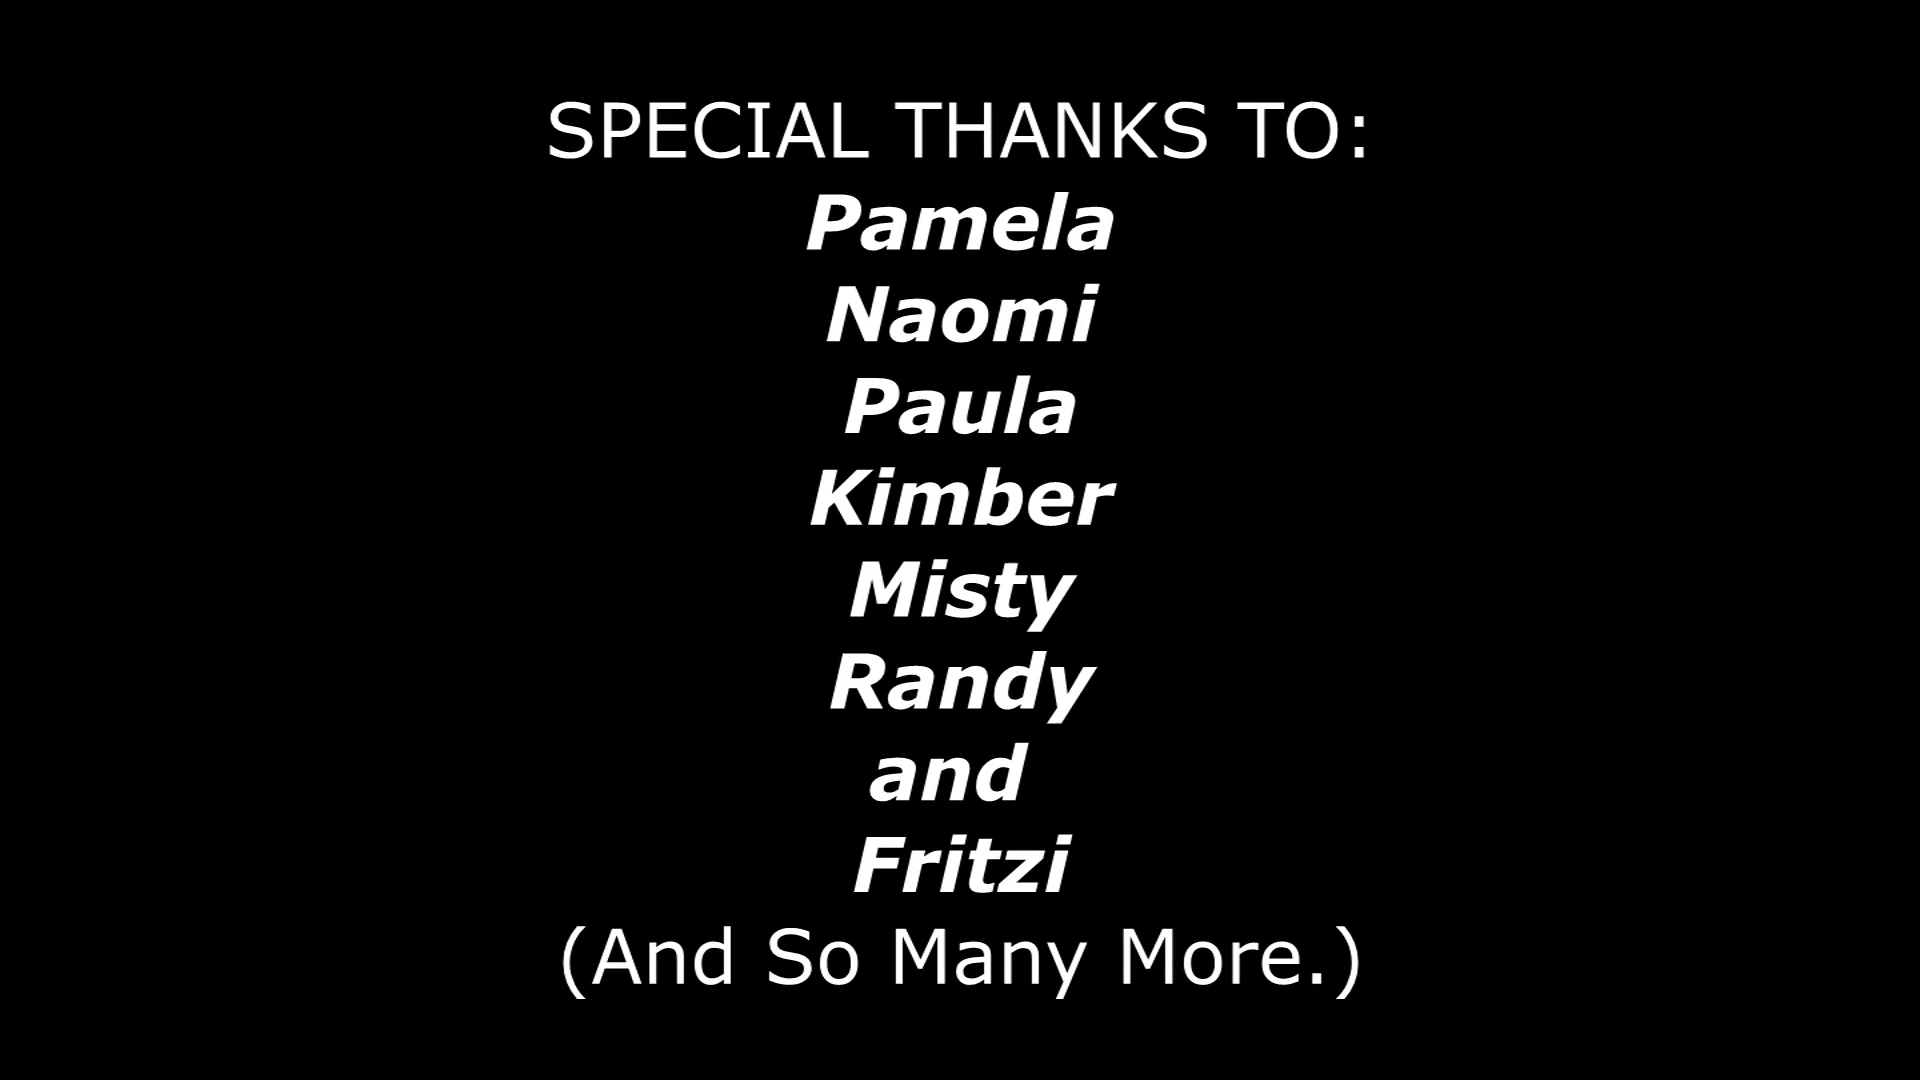 SPECIAL THANKS TO:
Pamela
Naomi
Paula
Kimber
Misty
Randy
and
Fritzi
(And So Many More.)